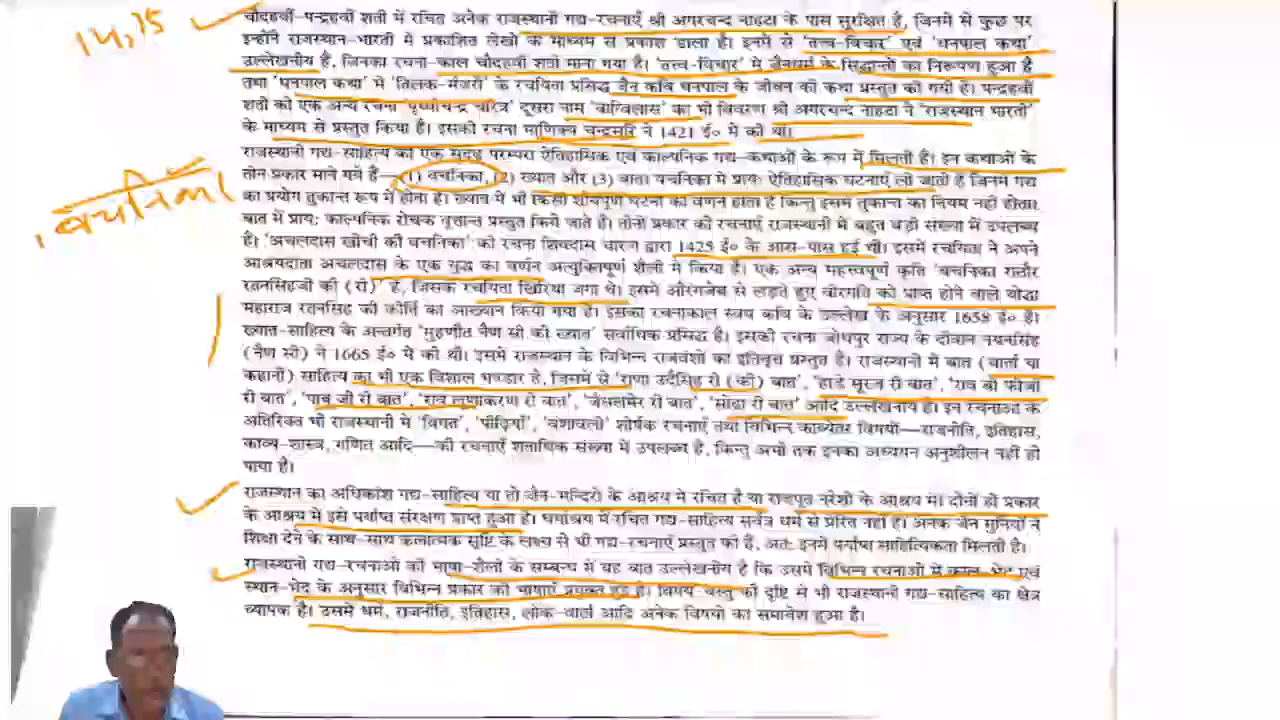 14,15
चौदहवीं-पन्द्रहवीं शती में रचित अनेक राजस्थानी गद्य-रचनाएँ श्री अगरचन्द नाहटा के पास सुरक्षित है, जिनमें से कुछ पर
इन्होंने राजस्थान-भारती में प्रकाशित लेखों के माध्यम से प्रकाश डाला है। इनमें से 'तत्त्व-विचार' एवं 'धनपाल कथा'
उल्लेखनीय है, जिनका रचना-काल चौदहवीं शती माना गया है। 'तत्त्व-विचार' में जैनधर्म के सिद्धान्तों का निरूपण हुआ है
तथा 'धनपाल कथा' में 'तिलक-मंजरी' के रचयिता प्रसिद्ध जैन कवि धनपाल के जीवन की कथा प्रस्तुत की गयी है। पन्द्रहवीं
शती की एक अन्य रचना 'पृथ्वीचन्द्र चरित्र' दूसरा नाम 'वाग्विलास' का भी विवरण श्री अगरचन्द नाहटा ने 'राजस्थान भारती'
के माध्यम से प्रस्तुत किया है। इसकी रचना माणिक्य चन्द्रसूरि ने 1421 ई० में की थी।
राजस्थानी गद्य-साहित्य की एक सुदृढ़ परम्परा ऐतिहासिक एवं काल्पनिक गद्य-कथाओं के रूप में मिलती है। इन कथाओं के
तीन प्रकार माने गये हैं—(1) वचनिका, (2) ख्यात और (3) बात। वचनिका में प्रायः ऐतिहासिक घटनाएँ ली जाती है जिनमें गद्य
वचनिका
का प्रयोग तुकान्त रूप में होता है। ख्यात में भी किसी शौर्यपूर्ण घटना का वर्णन होता है किन्तु इसमें तुकान्त का नियम नहीं होता,
बात में प्रायः काल्पनिक रोचक वृत्तान्त प्रस्तुत किये जाते हैं। तीनों प्रकार की रचनाएँ राजस्थानी में बहुत बड़ी संख्या में उपलब्ध
है। 'अचलदास खींची की वचनिका' की रचना शिवदास चारण द्वारा 1425 ई० के आस-पास हुई थी। इसमें रचयिता ने अपने
आश्रयदाता अचलदास के एक युद्ध का वर्णन अत्युक्तिपूर्ण शैली में किया है। एक अन्य महत्त्वपूर्ण कृति 'वचनिका राठौर
रतनसिंहजी की (री)' है, जिसके रचयिता खिरिया जगा थे। इसमें औरंगजेब से लड़ते हुए वीरगति को प्राप्त होने वाले योद्धा
महाराज रतनसिंह की कीर्ति का आख्यान किया गया है। इसका रचनाकाल स्वयं कवि के उल्लेख के अनुसार 1658 ई० है।
ख्यात-साहित्य के अन्तर्गत 'मुहणौत नैण सी की ख्यात' सर्वाधिक प्रसिद्ध है। इसकी रचना जोधपुर राज्य के दीवान नयनसिंह
(नैण सी) ने 1665 ई० में की थी। इसमें राजस्थान के विभिन्न राजवंशों का इतिवृत्त प्रस्तुत है। राजस्थानी में बात (वार्ता या
कहानी) साहित्य का भी एक विशाल भण्डार है, जिनमें से 'राणा उदैसिंह री (की) बात', 'हाडै सूरज री बात', 'राव की
री बात', 'पाबू जी री बात', 'राव लूणाकरण री बात', 'जैसलमेर री बात', 'सोढा री बात' आदि उल्लेखनीय है। इन रचनाओं के
अतिरिक्त भी राजस्थानी में 'विगत', 'पीढ़ियाँ', 'वंशावली' शीर्षक रचनाएँ तथा विभिन्न काव्येतर विषयों—राजनीति, इतिहास,
काव्य-शास्त्र, गणित आदि—की रचनाएँ शताधिक संख्या में उपलब्ध है, किन्तु अभी तक इनका अध्ययन अनुशीलन नहीं हो
पाया है।
राजस्थान का अधिकांश गद्य-साहित्य या तो जैन-मन्दिरों के आश्रय में रचित है या राजपूत नरेशों के आश्रय में। दोनों ही प्रकार
के आश्रय में इसे पर्याप्त संरक्षण प्राप्त हुआ है। धर्माश्रय में रचित गद्य-साहित्य सर्वत्र धर्म से प्रेरित नहीं है। अनेक जैन मुनियों ने
शिक्षा देने के साथ-साथ कलात्मक सृष्टि के लक्ष्य से भी गद्य-रचनाएँ प्रस्तुत की हैं, अतः इनमें पर्याप्त साहित्यिकता मिलती है।
राजस्थानी गद्य-रचनाओं की भाषा-शैली के सम्बन्ध में यह बात उल्लेखनीय है कि उसमें विभिन्न रचनाओं में काल-भेद एवं
स्थान-भेद के अनुसार विभिन्न प्रकार की भाषाएँ प्रयुक्त हुई है। विषय-वस्तु की दृष्टि में भी राजस्थानी गद्य-साहित्य का क्षेत्र
व्यापक है। उसमें धर्म, राजनीति, इतिहास, लोक-वार्ता आदि अनेक विषयों का समावेश हुआ है।